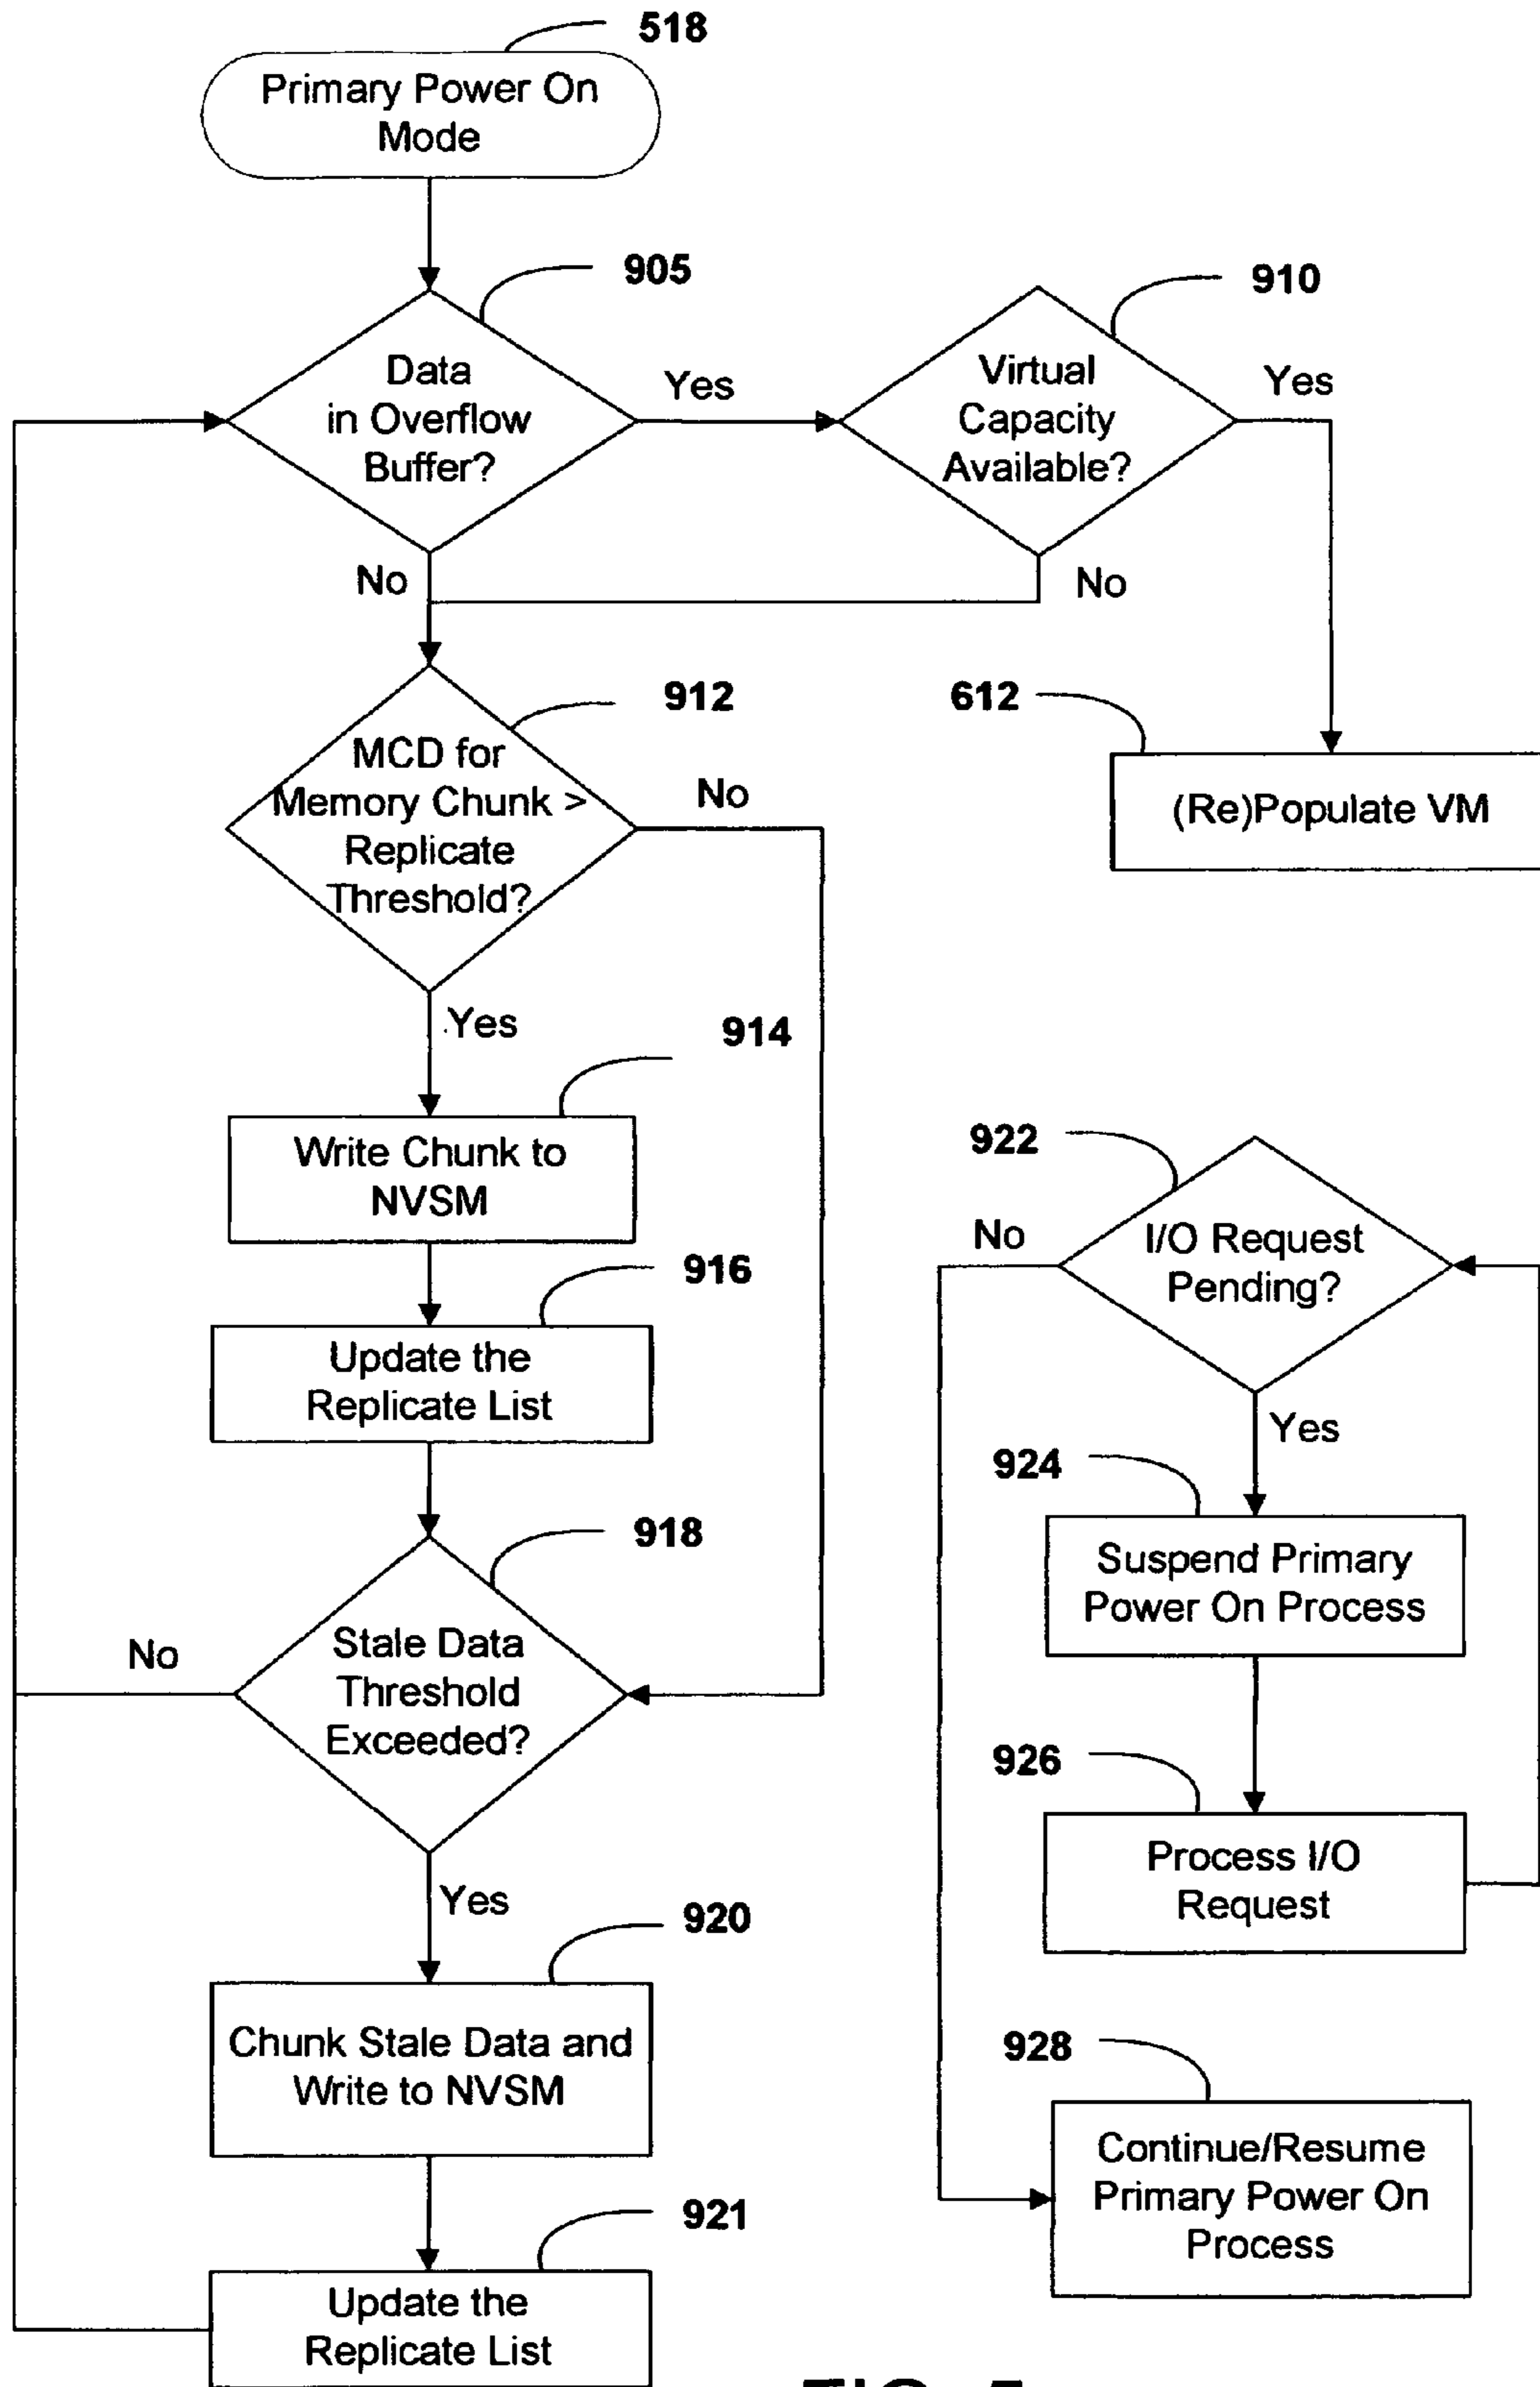 518
Primary Power On
Mode
905
910
Data
in Overflow
Buffer?
Yes
Virtual
Capacity
Available?
Yes
No
No
912
612
MCD for
Memory Chunk >
Replicate
Threshold?
No
(Re)Populate VM
Yes
914
Write Chunk to
NVSM
922
I/O Request
Pending?
No
916
Update the
Replicate List
Yes
924
918
Suspend Primary
Power On Process
Stale Data
Threshold
Exceeded?
No
926
Yes
Process I/O
Request
920
Chunk Stale Data and
Write to NVSM
928
Continue/Resume
Primary Power On
Process
921
Update the
Replicate List